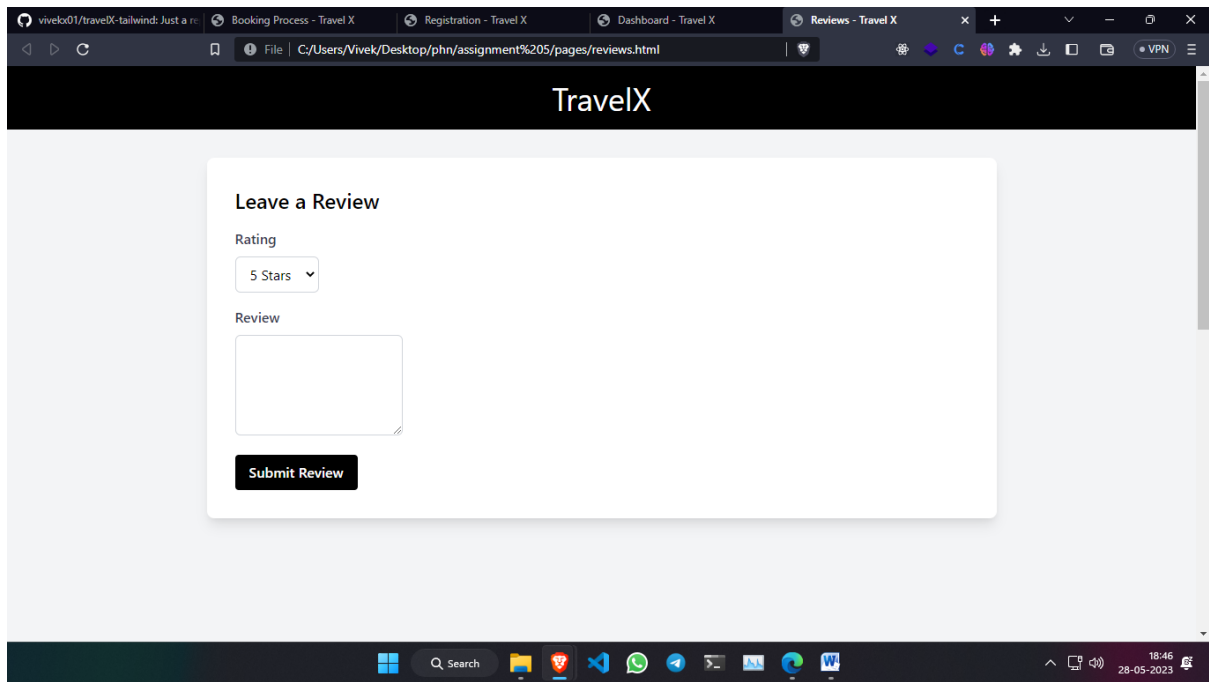 vivekx01/travelX-tailwind: Just a re
Booking Process - Travel X
Registration - Travel X
Dashboard - Travel X
Reviews - Travel X
File
C:/Users/Vivek/Desktop/phn/assignment%205/pages/reviews.html
VPN
TravelX
Leave a Review
Rating
5 Stars
Review
Submit Review
Search
18:46
28-05-2023